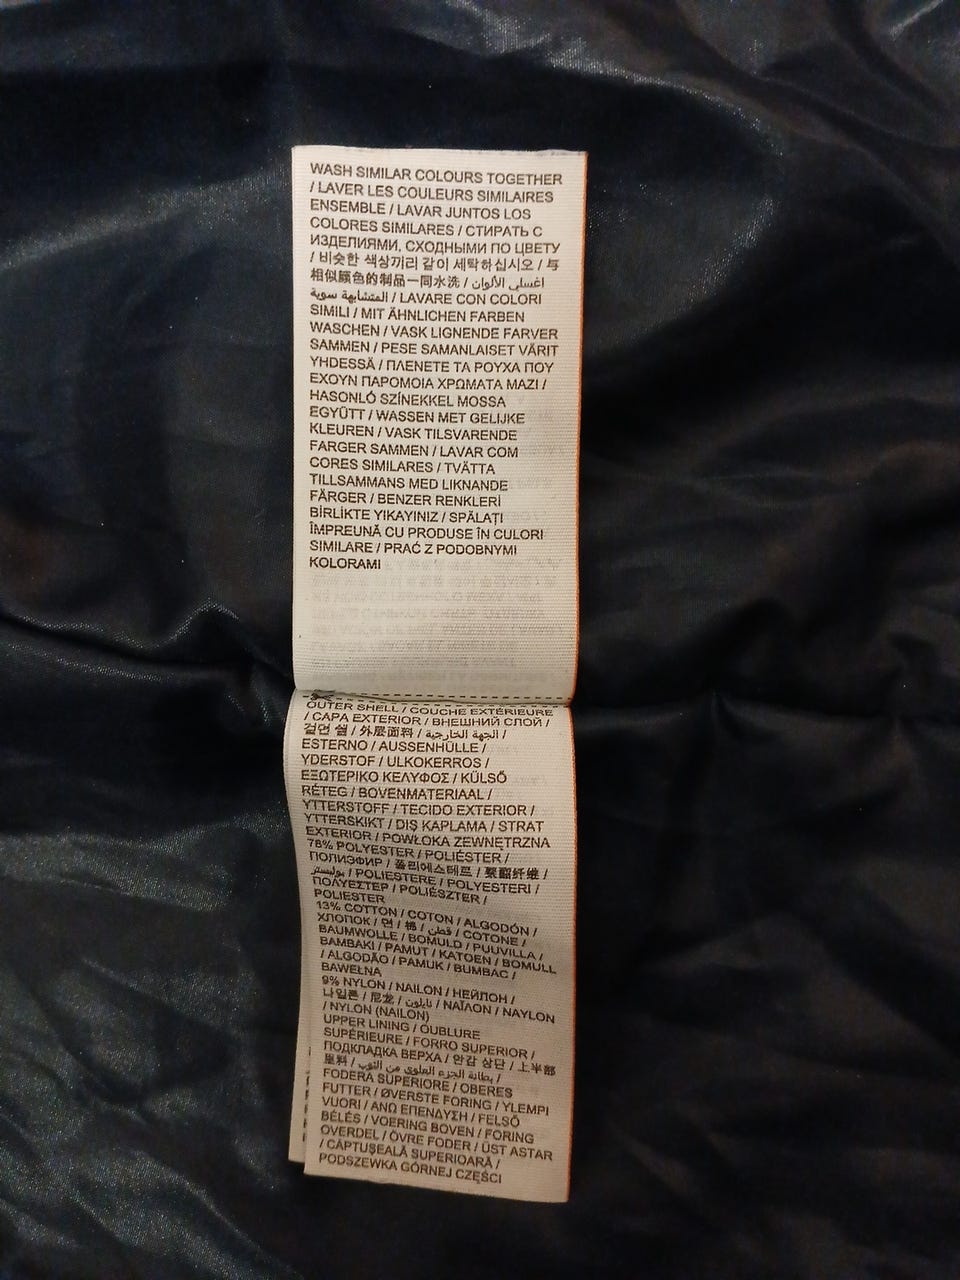 WASH SIMILAR COLOURS TOGETHER
/ LAVER LES COULEURS SIMILAIRES
ENSEMBLE / LAVAR JUNTOS LOS
COLORES SIMILARES / СТИРАТЬ С
ИЗДЕЛИЯМИ, СХОДНЫМИ ПО ЦВЕТУ
/ 비슷한 색상끼리 같이 세탁하십시오 / 与
相似颜色的制品一同水洗 / اغسلي الألوان
المتشابهة سوية / LAVARE CON COLORI
SIMILI / MIT ÄHNLICHEN FARBEN
WASCHEN / VASK LIGNENDE FARVER
SAMMEN / PESE SAMANLAISET VÄRIT
YHDESSÄ / ΠΛΕΝΕΤΕ ΤΑ ΡΟΥΧΑ ΠΟΥ
ΕΧΟΥΝ ΠΑΡΟΜΟΙΑ ΧΡΩΜΑΤΑ ΜΑΖΙ /
HASONLÓ SZÍNEKKEL MOSSA
EGYÜTT / WASSEN MET GELIJKE
KLEUREN / VASK TILSVARENDE
FARGER SAMMEN / LAVAR COM
CORES SIMILARES / TVÄTTA
TILLSAMMANS MED LIKNANDE
FÄRGER / BENZER RENKLERİ
BİRLİKTE YIKAYINIZ / SPĂLAȚI
ÎMPREUNĂ CU PRODUSE ÎN CULORI
SIMILARE / PRAĆ Z PODOBNYMI
KOLORAMI
OUTER SHELL / COUCHE EXTÉRIEURE
/ CAPA EXTERIOR / ВНЕШНИЙ СЛОЙ /
겉면 쉘 / 外层面料 / الجهة الخارجية /
ESTERNO / AUSSENHÜLLE /
YDERSTOF / ULKOKERROS /
ΕΞΩΤΕΡΙΚΟ ΚΕΛΥΦΟΣ / KÜLSŐ
RÉTEG / BOVENMATERIAAL /
YTTERSTOFF / TECIDO EXTERIOR /
YTTERSKIKT / DIŞ KAPLAMA / STRAT
EXTERIOR / POWŁOKA ZEWNĘTRZNA
78% POLYESTER / POLIÉSTER /
ПОЛИЭФИР / 폴리에스테르 / 聚酯纤维 /
بوليستر / POLIESTERE / POLYESTERI /
ΠΟΛΥΕΣΤΕΡ / POLIÉSZTER /
POLIESTER
13% COTTON / COTON / ALGODÓN /
ХЛОПОК / 면 / 棉 / قطن / COTONE /
BAUMWOLLE / BOMULD / PUUVILLA /
BAMBAKI / PAMUT / KATOEN / BOMULL
/ ALGODÃO / PAMUK / BUMBAC /
BAWEŁNA
9% NYLON / NAILON / НЕЙЛОН /
나일론 / 尼龙 / نايلون / ΝΑΪΛΟΝ / NAYLON
/ NYLON (NAILON)
UPPER LINING / OUBLURE
SUPÉRIEURE / FORRO SUPERIOR /
ПОДКЛАДКА ВЕРХА / 안감 상단 / 上半部
里料 / بطانة الجزء العلوي من الثوب /
FODERA SUPERIORE / OBERES
FUTTER / ØVERSTE FORING / YLEMPI
VUORI / ΑΝΩ ΕΠΕΝΔΥΣΗ / FELSŐ
BÉLÉS / VOERING BOVEN / FORING
OVERDEL / ÖVRE FODER / ÜST ASTAR
/ CĂPTUȘEALĂ SUPERIOARĂ /
PODSZEWKA GÓRNEJ CZĘŚCI